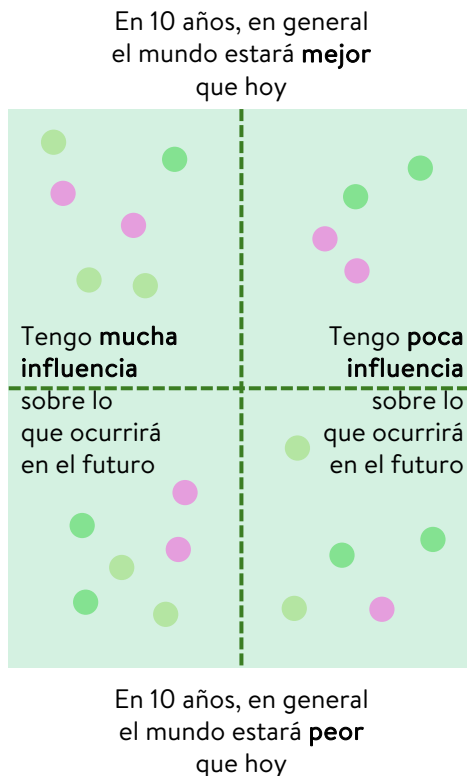 En 10 años, en general
el mundo estará mejor
que hoy
Tengo mucha
influencia
sobre lo
que ocurrirá
en el futuro
Tengo poca
influencia
sobre lo
que ocurrirá
en el futuro
En 10 años, en general
el mundo estará peor
que hoy